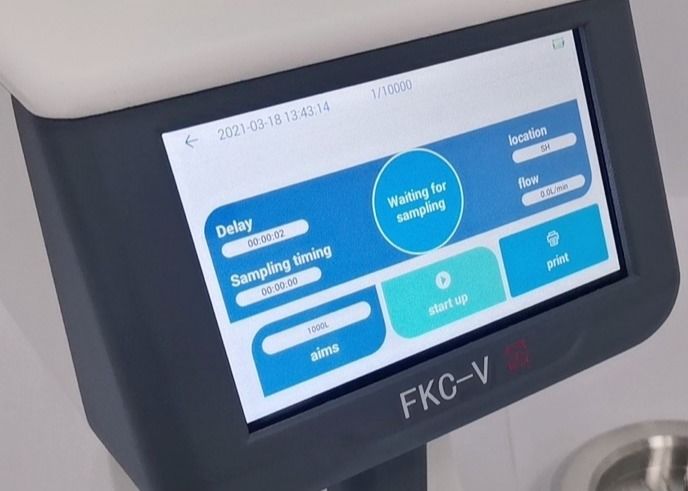 ← 2021-03-18 13:43:14 1/10000
Delay
00:00:02
Sampling timing
00:00:00
Waiting for
sampling
location
SH
flow
0.0L/min
1000L
aims
start up
print
FKC-V